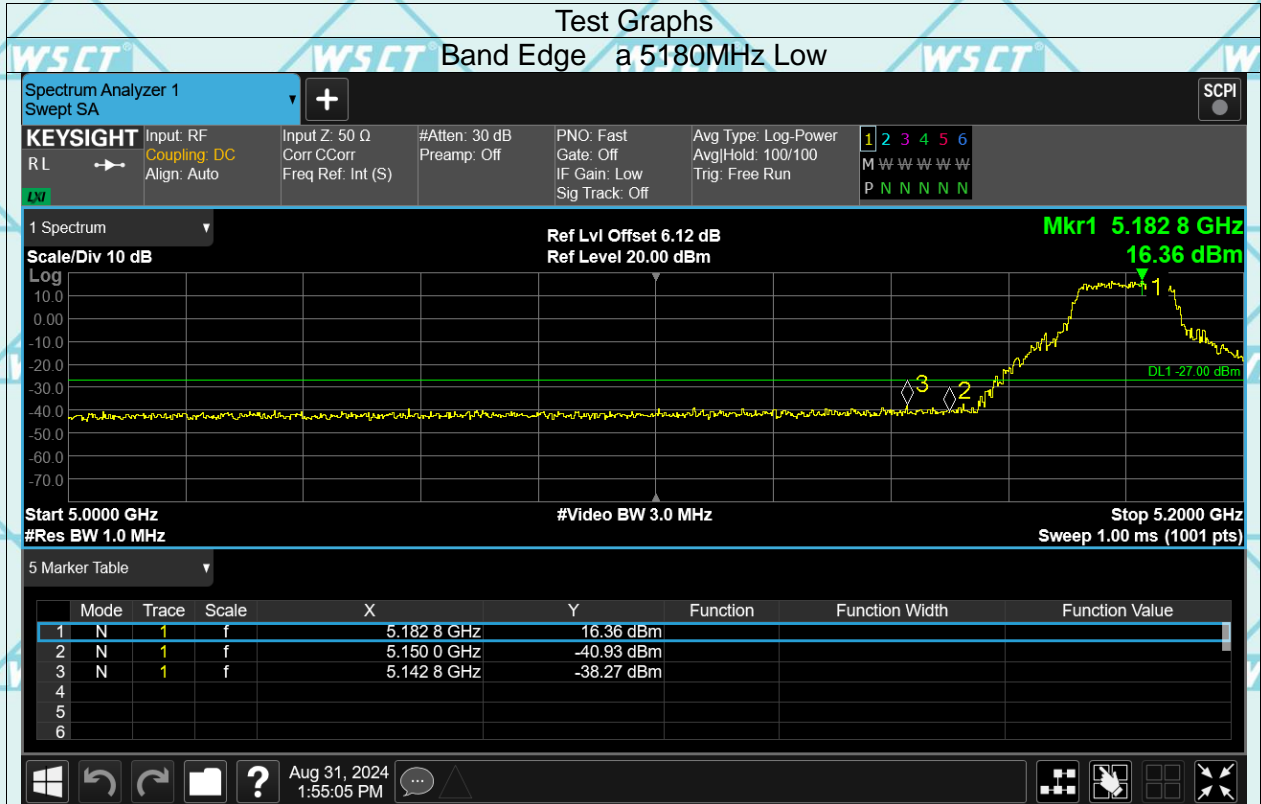 Test Graphs
Band Edge a 5180MHz Low
WSCT® WSCT® WSCT® W
Spectrum Analyzer 1
Swept SA
+
SCPI
KEYSIGHT
RL
LXI
Input: RF
Coupling: DC
Align: Auto
Input Z: 50 Ω
Corr CCorr
Freq Ref: Int (S)
#Atten: 30 dB
Preamp: Off
PNO: Fast
Gate: Off
IF Gain: Low
Sig Track: Off
Avg Type: Log-Power
Avg|Hold: 100/100
Trig: Free Run
1 2 3 4 5 6
M W W W W W
P N N N N N
1 Spectrum
Scale/Div 10 dB
Ref Lvl Offset 6.12 dB
Ref Level 20.00 dBm
Mkr1 5.182 8 GHz
16.36 dBm
Log
10.0
0.00
-10.0
-20.0
-30.0
-40.0
-50.0
-60.0
-70.0
1
DL1 -27.00 dBm
3
2
Start 5.0000 GHz
#Video BW 3.0 MHz
Stop 5.2000 GHz
#Res BW 1.0 MHz
Sweep 1.00 ms (1001 pts)
5 Marker Table
Mode Trace Scale X Y Function Function Width Function Value
1 N 1 f 5.182 8 GHz 16.36 dBm
2 N 1 f 5.150 0 GHz -40.93 dBm
3 N 1 f 5.142 8 GHz -38.27 dBm
4
5
6
?
Aug 31, 2024
1:55:05 PM